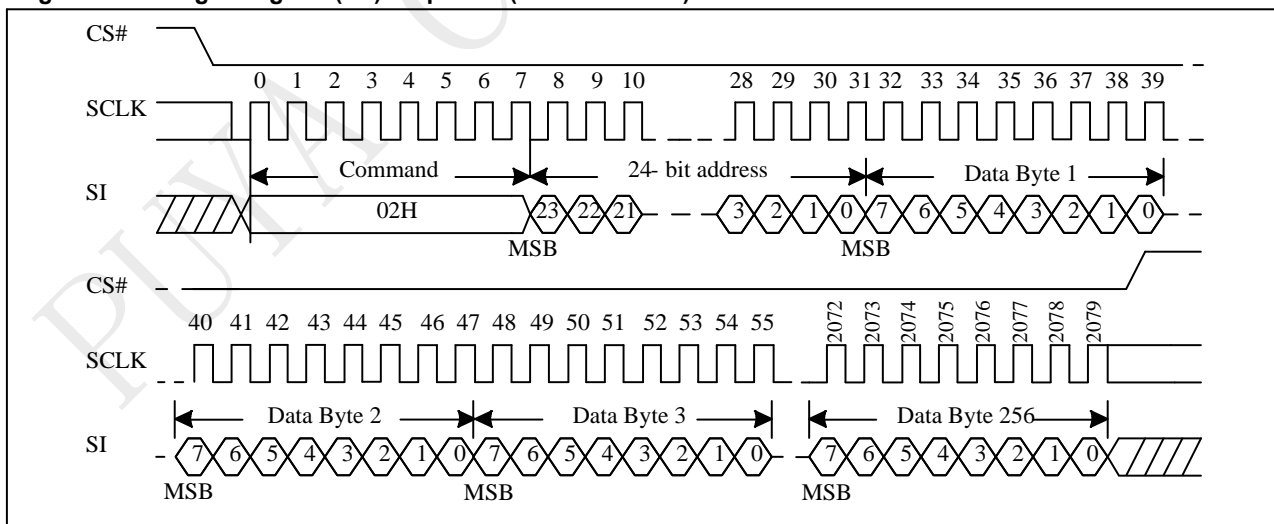 CS#
0 1 2 3 4 5 6 7 8 9 10 28 29 30 31 32 33 34 35 36 37 38 39
SCLK
Command 24- bit address Data Byte 1
SI
02H 23 22 21 3 2 1 0 7 6 5 4 3 2 1 0
MSB MSB
CS#
40 41 42 43 44 45 46 47 48 49 50 51 52 53 54 55 2072 2073 2074 2075 2076 2077 2078 2079
SCLK
Data Byte 2 Data Byte 3 Data Byte 256
SI
7 6 5 4 3 2 1 0 7 6 5 4 3 2 1 0 7 6 5 4 3 2 1 0
MSB MSB MSB
PUYA